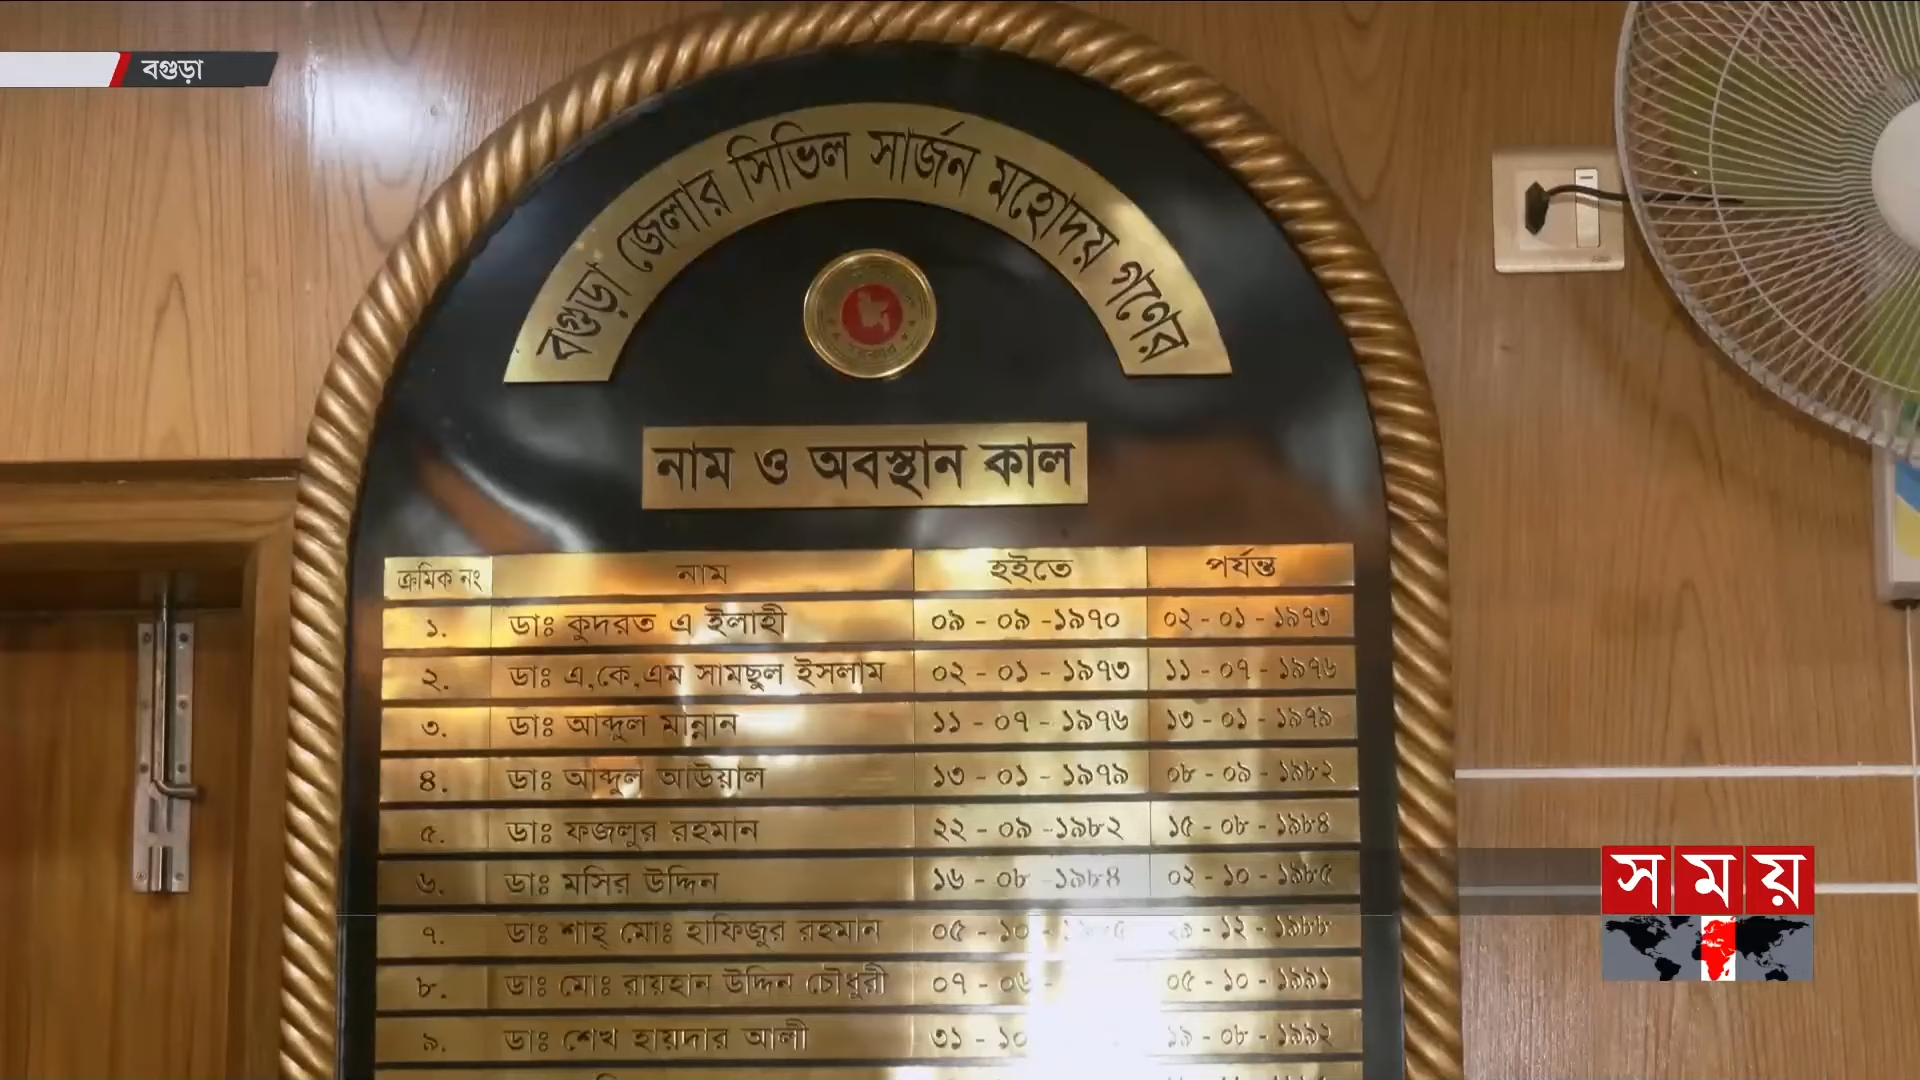 বগুড়া
বগুড়া জেলার সিভিল সার্জন মহোদয় গণের
নাম ও অবস্থান কাল
ক্রমিক নং নাম হইতে পর্যন্ত
১. ডাঃ কুদরত এ ইলাহী ০৯ - ০৯ -১৯৭০ ০২ - ০১ - ১৯৭৩
২. ডাঃ এ,কে,এম সামছুল ইসলাম ০২ - ০১ - ১৯৭৩ ১১ - ০৭ - ১৯৭৬
৩. ডাঃ আব্দুল মান্নান ১১ - ০৭ - ১৯৭৬ ১৩ - ০১ - ১৯৭৯
৪. ডাঃ আব্দুল আউয়াল ১৩ - ০১ - ১৯৭৯ ০৮ - ০৯ - ১৯৮২
৫. ডাঃ ফজলুর রহমান ২২ - ০৯ -১৯৮২ ১৫ - ০৮ - ১৯৮৪
৬. ডাঃ মসির উদ্দিন ১৬ - ০৮ -১৯৮৪ ০২ - ১০ - ১৯৮৫
৭. ডাঃ শাহ্ মোঃ হাফিজুর রহমান ০৫ - ১০ - - ১২ - ১৯৮৮
৮. ডাঃ মোঃ রায়হান উদ্দিন চৌধুরী ০৭ - ০৬ - ০৫ - ১০ - ১৯৯১
৯. ডাঃ শেখ হায়দার আলী ৩১ - ১০ ১৯ - ০৮ - ১৯৯২
সময়